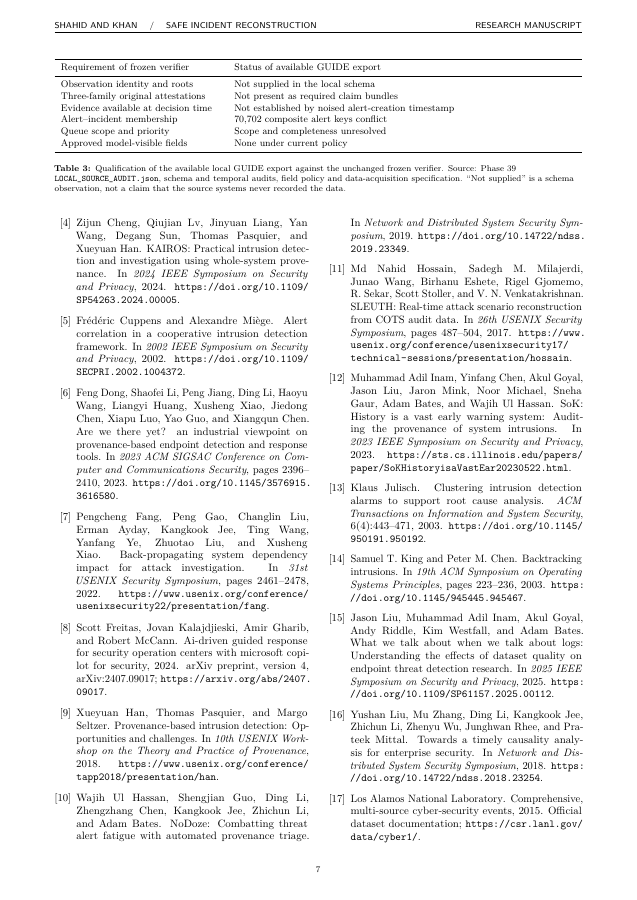 SHAHID AND KHAN / SAFE INCIDENT RECONSTRUCTION RESEARCH MANUSCRIPT
Requirement of frozen verifier Status of available GUIDE export
Observation identity and roots Not supplied in the local schema
Three-family original attestations Not present as required claim bundles
Evidence available at decision time Not established by noised alert-creation timestamp
Alert–incident membership 70,702 composite alert keys conflict
Queue scope and priority Scope and completeness unresolved
Approved model-visible fields None under current policy
Table 3: Qualification of the available local GUIDE export against the unchanged frozen verifier. Source: Phase 39
LOCAL_SOURCE_AUDIT.json, schema and temporal audits, field policy and data-acquisition specification. “Not supplied” is a schema
observation, not a claim that the source systems never recorded the data.
[4] Zijun Cheng, Qiujian Lv, Jinyuan Liang, Yan
Wang, Degang Sun, Thomas Pasquier, and
Xueyuan Han. KAIROS: Practical intrusion detec-
tion and investigation using whole-system prove-
nance. In 2024 IEEE Symposium on Security
and Privacy, 2024. https://doi.org/10.1109/
SP54263.2024.00005.
[5] Frédéric Cuppens and Alexandre Miège. Alert
correlation in a cooperative intrusion detection
framework. In 2002 IEEE Symposium on Security
and Privacy, 2002. https://doi.org/10.1109/
SECPRI.2002.1004372.
[6] Feng Dong, Shaofei Li, Peng Jiang, Ding Li, Haoyu
Wang, Liangyi Huang, Xusheng Xiao, Jiedong
Chen, Xiapu Luo, Yao Guo, and Xiangqun Chen.
Are we there yet? an industrial viewpoint on
provenance-based endpoint detection and response
tools. In 2023 ACM SIGSAC Conference on Com-
puter and Communications Security, pages 2396–
2410, 2023. https://doi.org/10.1145/3576915.
3616580.
[7] Pengcheng Fang, Peng Gao, Changlin Liu,
Erman Ayday, Kangkook Jee, Ting Wang,
Yanfang Ye, Zhuotao Liu, and Xusheng
Xiao. Back-propagating system dependency
impact for attack investigation. In 31st
USENIX Security Symposium, pages 2461–2478,
2022. https://www.usenix.org/conference/
usenixsecurity22/presentation/fang.
[8] Scott Freitas, Jovan Kalajdjieski, Amir Gharib,
and Robert McCann. Ai-driven guided response
for security operation centers with microsoft copi-
lot for security, 2024. arXiv preprint, version 4,
arXiv:2407.09017; https://arxiv.org/abs/2407.
09017.
[9] Xueyuan Han, Thomas Pasquier, and Margo
Seltzer. Provenance-based intrusion detection: Op-
portunities and challenges. In 10th USENIX Work-
shop on the Theory and Practice of Provenance,
2018. https://www.usenix.org/conference/
tapp2018/presentation/han.
[10] Wajih Ul Hassan, Shengjian Guo, Ding Li,
Zhengzhang Chen, Kangkook Jee, Zhichun Li,
and Adam Bates. NoDoze: Combatting threat
alert fatigue with automated provenance triage.
In Network and Distributed System Security Sym-
posium, 2019. https://doi.org/10.14722/ndss.
2019.23349.
[11] Md Nahid Hossain, Sadegh M. Milajerdi,
Junao Wang, Birhanu Eshete, Rigel Gjomemo,
R. Sekar, Scott Stoller, and V. N. Venkatakrishnan.
SLEUTH: Real-time attack scenario reconstruction
from COTS audit data. In 26th USENIX Security
Symposium, pages 487–504, 2017. https://www.
usenix.org/conference/usenixsecurity17/
technical-sessions/presentation/hossain.
[12] Muhammad Adil Inam, Yinfang Chen, Akul Goyal,
Jason Liu, Jaron Mink, Noor Michael, Sneha
Gaur, Adam Bates, and Wajih Ul Hassan. SoK:
History is a vast early warning system: Audit-
ing the provenance of system intrusions. In
2023 IEEE Symposium on Security and Privacy,
2023. https://sts.cs.illinois.edu/papers/
paper/SoKHistoryisaVastEar20230522.html.
[13] Klaus Julisch. Clustering intrusion detection
alarms to support root cause analysis. ACM
Transactions on Information and System Security,
6(4):443–471, 2003. https://doi.org/10.1145/
950191.950192.
[14] Samuel T. King and Peter M. Chen. Backtracking
intrusions. In 19th ACM Symposium on Operating
Systems Principles, pages 223–236, 2003. https:
//doi.org/10.1145/945445.945467.
[15] Jason Liu, Muhammad Adil Inam, Akul Goyal,
Andy Riddle, Kim Westfall, and Adam Bates.
What we talk about when we talk about logs:
Understanding the effects of dataset quality on
endpoint threat detection research. In 2025 IEEE
Symposium on Security and Privacy, 2025. https:
//doi.org/10.1109/SP61157.2025.00112.
[16] Yushan Liu, Mu Zhang, Ding Li, Kangkook Jee,
Zhichun Li, Zhenyu Wu, Junghwan Rhee, and Pra-
teek Mittal. Towards a timely causality analy-
sis for enterprise security. In Network and Dis-
tributed System Security Symposium, 2018. https:
//doi.org/10.14722/ndss.2018.23254.
[17] Los Alamos National Laboratory. Comprehensive,
multi-source cyber-security events, 2015. Official
dataset documentation; https://csr.lanl.gov/
data/cyber1/.
7